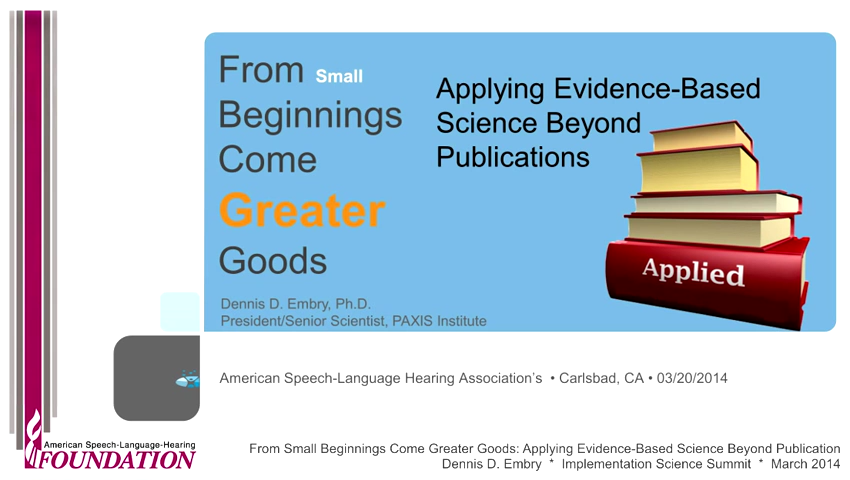 From Small
Beginnings
Come
Greater
Goods
Applying Evidence-Based
Science Beyond
Publications
Applied
Dennis D. Embry, Ph.D.
President/Senior Scientist, PAXIS Institute
American Speech-Language Hearing Association's • Carlsbad, CA • 03/20/2014
American Speech-Language-Hearing
FOUNDATION
From Small Beginnings Come Greater Goods: Applying Evidence-Based Science Beyond Publication
Dennis D. Embry * Implementation Science Summit * March 2014